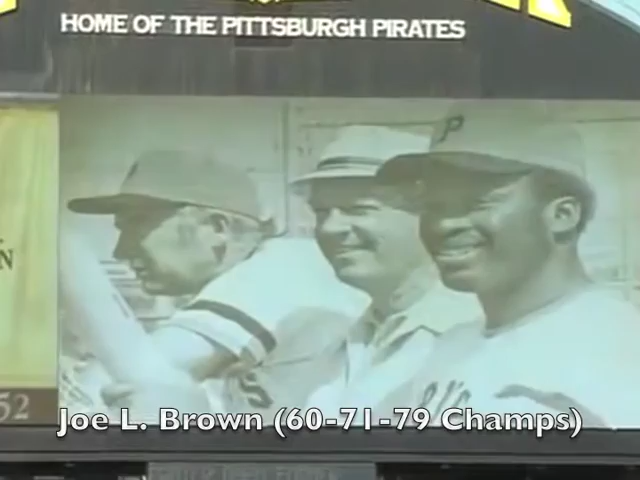 HOME OF THE PITTSBURGH PIRATES
P
N
52
Joe L. Brown (60-71-79 Champs)